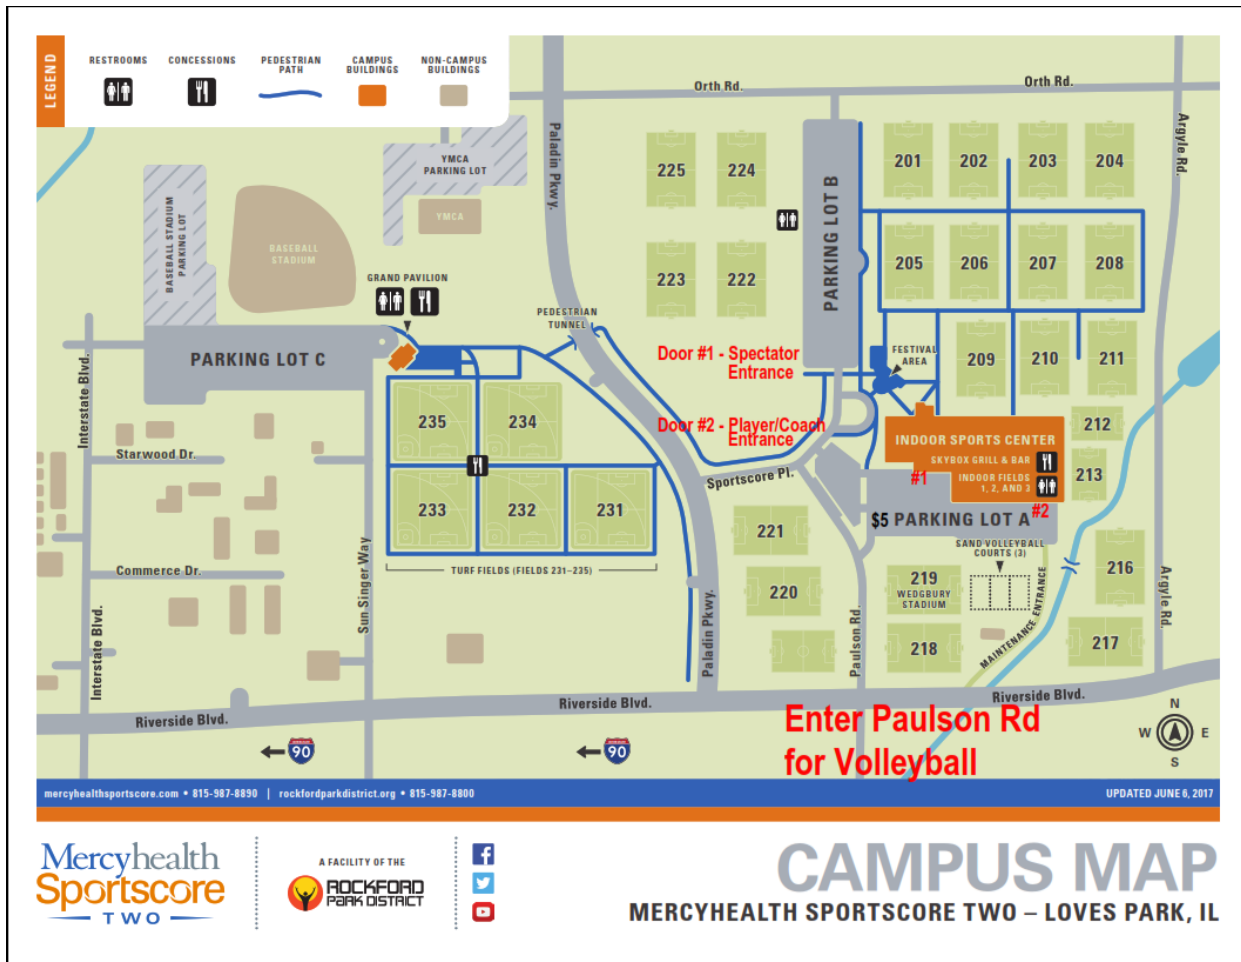 LEGEND
RESTROOMS
CONCESSIONS
PEDESTRIAN
PATH
CAMPUS
BUILDINGS
NON-CAMPUS
BUILDINGS
Orth Rd.
Orth Rd.
Paladin Pkwy.
Argyle Rd.
YMCA
PARKING LOT
YMCA
BASEBALL STADIUM
PARKING LOT
BASEBALL
STADIUM
GRAND PAVILION
PEDESTRIAN
TUNNEL
PARKING LOT B
225
224
223
222
201
202
203
204
205
206
207
208
209
210
211
212
213
FESTIVAL
AREA
Door #1 - Spectator
Entrance
Door #2 - Player/Coach
Entrance
PARKING LOT C
Interstate Blvd.
Starwood Dr.
Commerce Dr.
Interstate Blvd.
Sun Singer Way
235
234
233
232
231
TURF FIELDS (FIELDS 231–235)
Sportscore Pl.
INDOOR SPORTS CENTER
SKYBOX GRILL & BAR
INDOOR FIELDS
1, 2, AND 3
#1
#2
$5 PARKING LOT A
SAND VOLLEYBALL
COURTS (3)
221
220
219
WEDGBURY
STADIUM
218
216
217
MAINTENANCE ENTRANCE
Paladin Pkwy.
Paulson Rd.
Argyle Rd.
Riverside Blvd.
Riverside Blvd.
Riverside Blvd.
90
90
Enter Paulson Rd
for Volleyball
N
W E
S
mercyhealthsportscore.com • 815-987-8890 | rockfordparkdistrict.org • 815-987-8800
UPDATED JUNE 6, 2017
Mercyhealth
Sportscore
TWO
A FACILITY OF THE
ROCKFORD
PARK DISTRICT
CAMPUS MAP
MERCYHEALTH SPORTSCORE TWO – LOVES PARK, IL